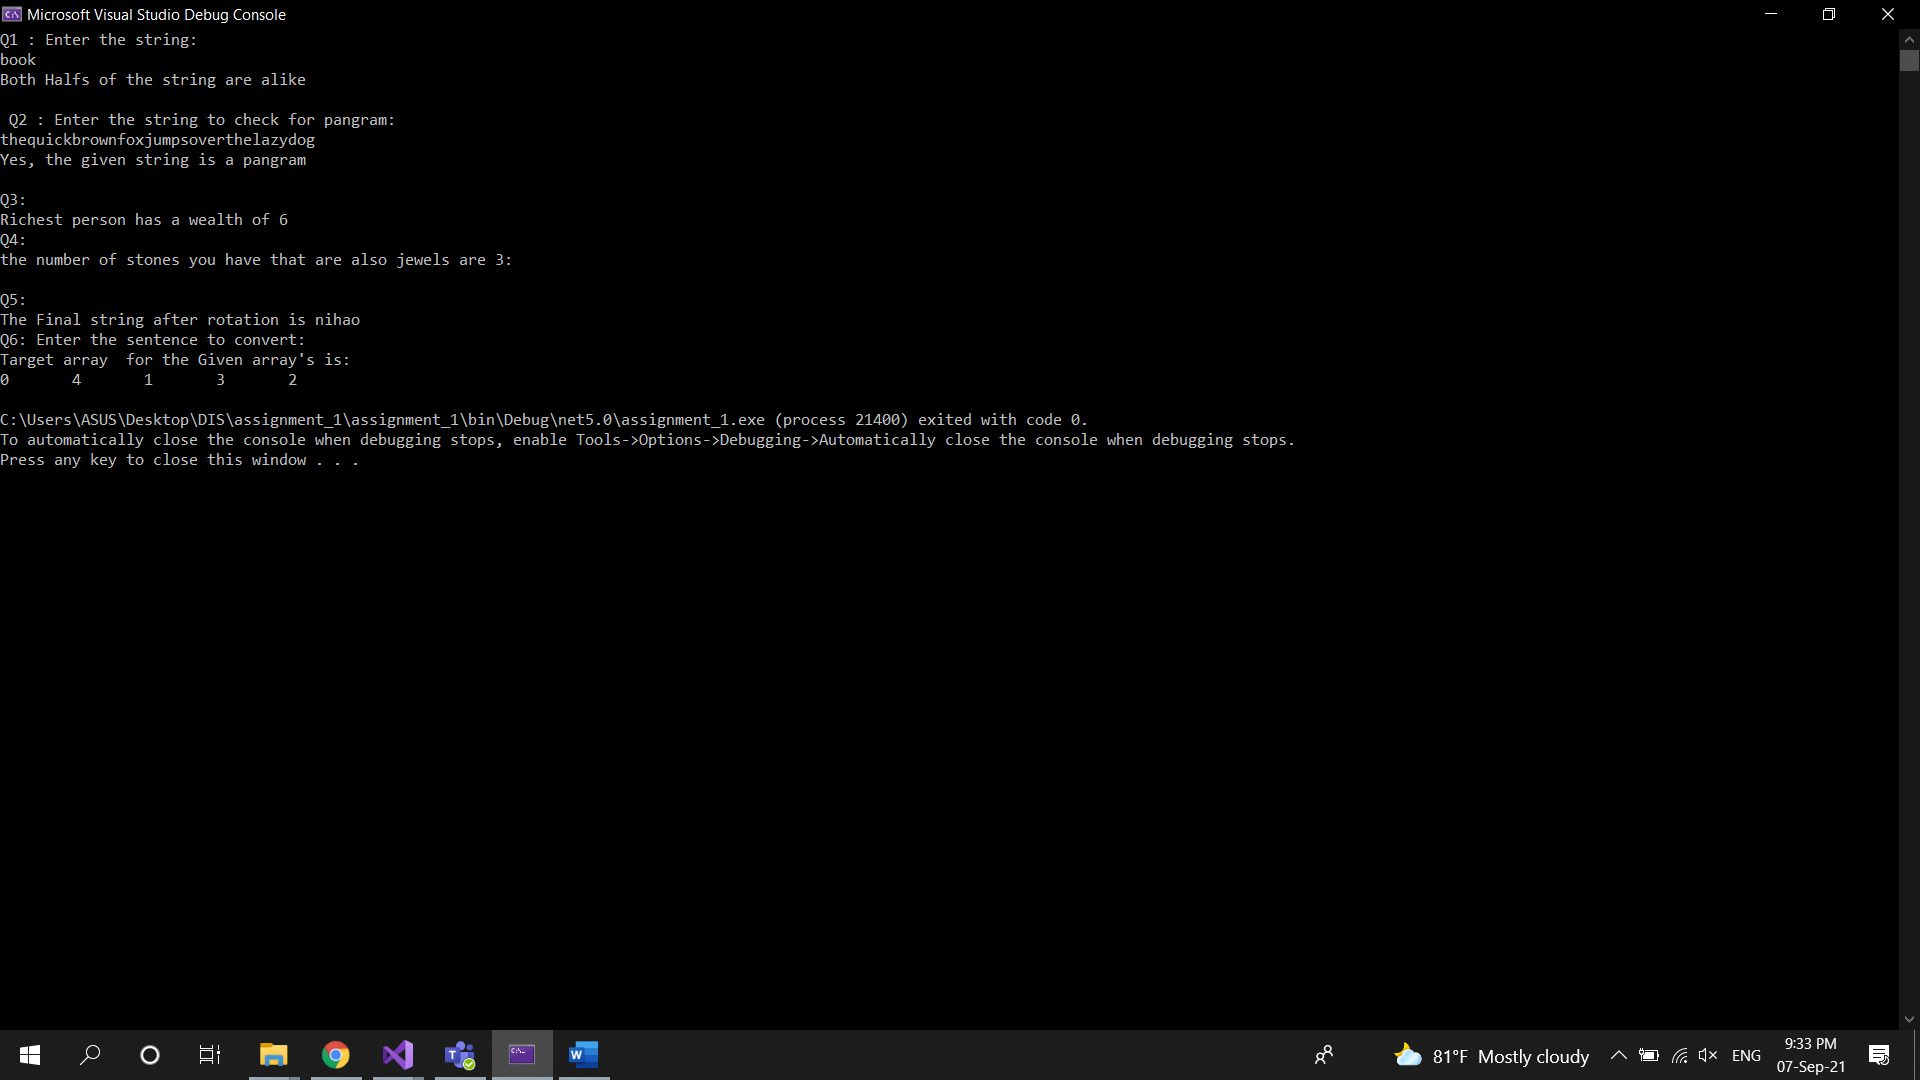 Microsoft Visual Studio Debug Console
Q1 : Enter the string:
book
Both Halfs of the string are alike
Q2 : Enter the string to check for pangram:
thequickbrownfoxjumpsoverthelazydog
Yes, the given string is a pangram
Q3:
Richest person has a wealth of 6
Q4:
the number of stones you have that are also jewels are 3:
Q5:
The Final string after rotation is nihao
Q6: Enter the sentence to convert:
Target array  for the Given array's is:
0       4       1       3       2
C:\Users\ASUS\Desktop\DIS\assignment_1\assignment_1\bin\Debug\net5.0\assignment_1.exe (process 21400) exited with code 0.
To automatically close the console when debugging stops, enable Tools->Options->Debugging->Automatically close the console when debugging stops.
Press any key to close this window . . .
81°F Mostly cloudy
ENG
9:33 PM
07-Sep-21